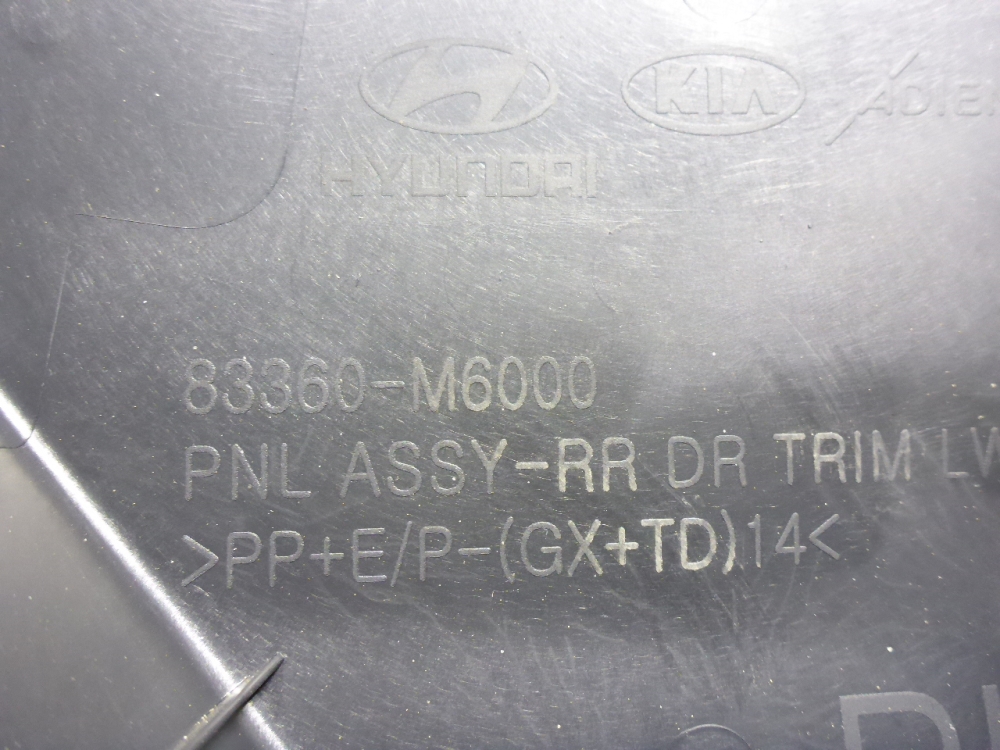 KIA
HYUNDAI
83360-M6000
PNL ASSY-RR DR TRIM
>PP+E/P-(GX+TD)14<